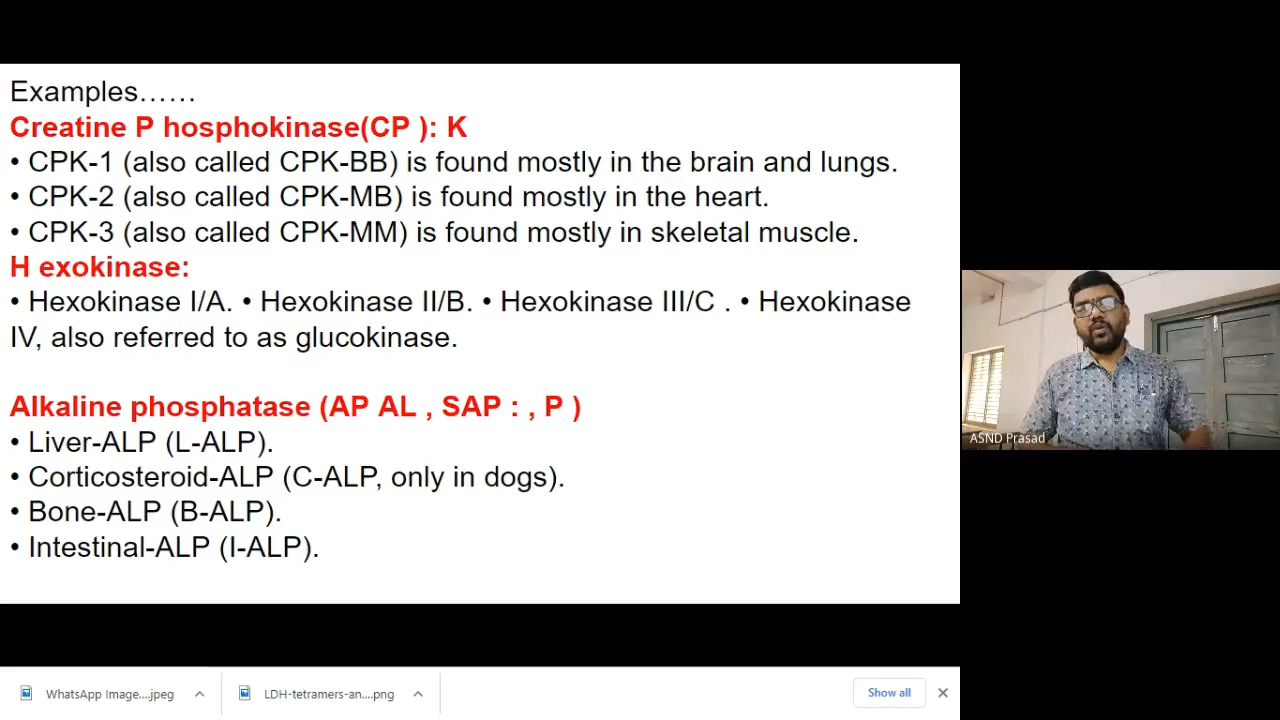 Examples……
Creatine P hosphokinase(CP ): K
• CPK-1 (also called CPK-BB) is found mostly in the brain and lungs.
• CPK-2 (also called CPK-MB) is found mostly in the heart.
• CPK-3 (also called CPK-MM) is found mostly in skeletal muscle.
H exokinase:
• Hexokinase I/A. • Hexokinase II/B. • Hexokinase III/C . • Hexokinase
IV, also referred to as glucokinase.
Alkaline phosphatase (AP AL , SAP : , P )
• Liver-ALP (L-ALP).
• Corticosteroid-ALP (C-ALP, only in dogs).
• Bone-ALP (B-ALP).
• Intestinal-ALP (I-ALP).
ASND Prasad
WhatsApp Image....jpeg
LDH-tetramers-an....png
Show all